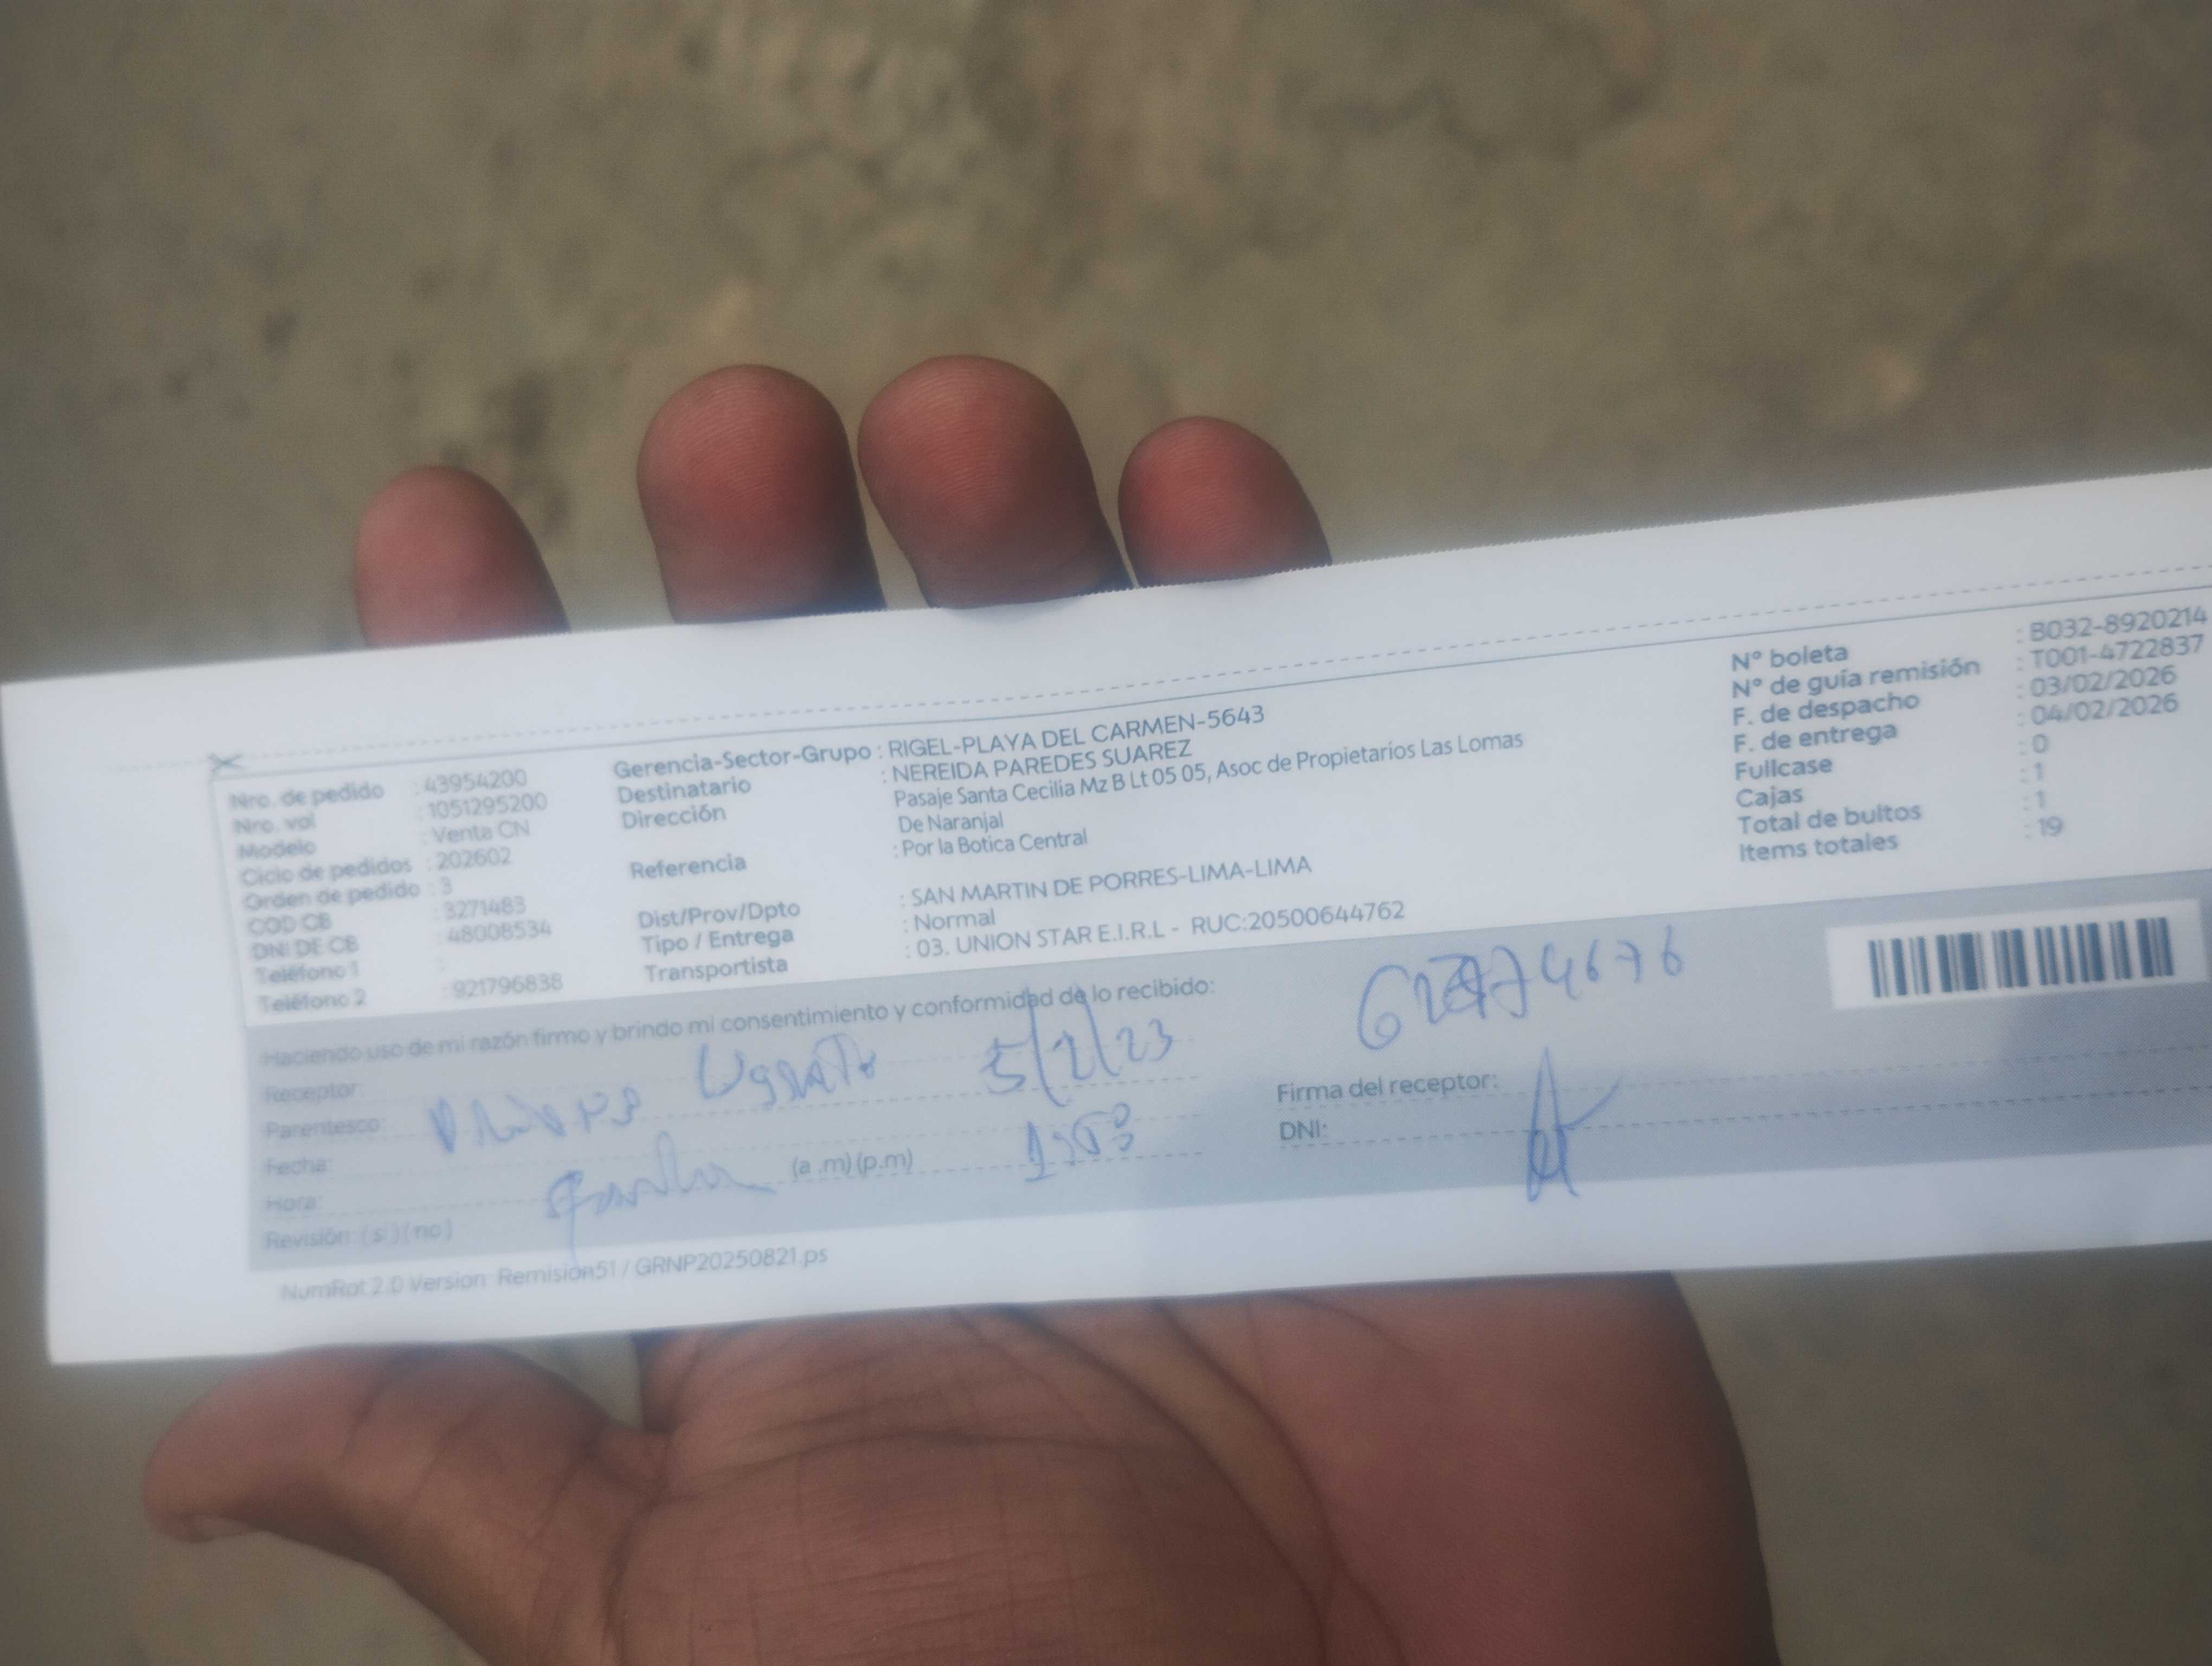 Nro. de pedido : 43954200
Nro. vol : 1051295200
Modelo : Venta CN
Ciclo de pedidos : 202602
Orden de pedido : 3
COD CB : 3271483
DNI DE CB : 48008534
Teléfono 1 :
Teléfono 2 : 921796838
Gerencia-Sector-Grupo : RIGEL-PLAYA DEL CARMEN-5643
Destinatario : NEREIDA PAREDES SUAREZ
Dirección Pasaje Santa Cecilia Mz B Lt 05 05, Asoc de Propietarios Las Lomas
De Naranjal
Referencia : Por la Botica Central
Dist/Prov/Dpto : SAN MARTIN DE PORRES-LIMA-LIMA
Tipo / Entrega : Normal
Transportista : 03. UNION STAR E.I.R.L - RUC:20500644762
N° boleta : B032-8920214
N° de guía remisión : T001-4722837
F. de despacho : 03/02/2026
F. de entrega : 04/02/2026
Fullcase : 0
Cajas : 1
Total de bultos : 1
Items totales : 19
Haciendo uso de mi razón firmo y brindo mi consentimiento y conformidad de lo recibido:
Receptor:
Parentesco:
Fecha:
Hora: (a .m) (p.m)
Revisión: ( si ) ( no )
Firma del receptor:
DNI:
NumRot 2.0 Version: Remision51 / GRNP20250821.ps